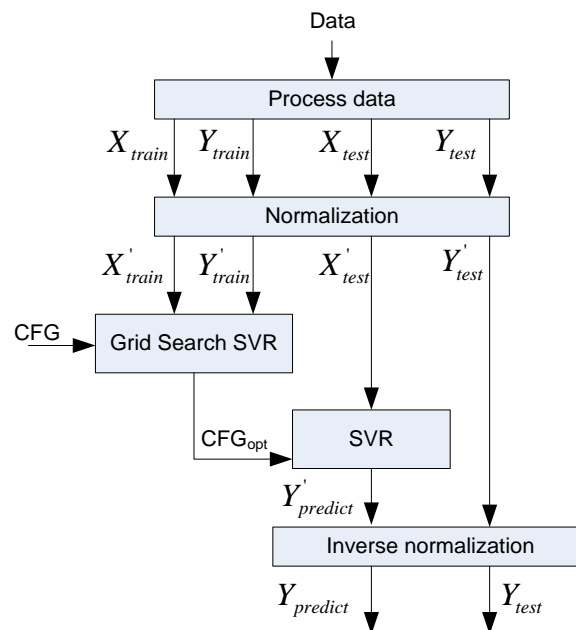 Data
Process data
X_train Y_train X_test Y_test
Normalization
X'_train Y'_train X'_test Y'_test
CFG
Grid Search SVR
CFG_opt
SVR
Y'_predict
Inverse normalization
Y_predict Y_test